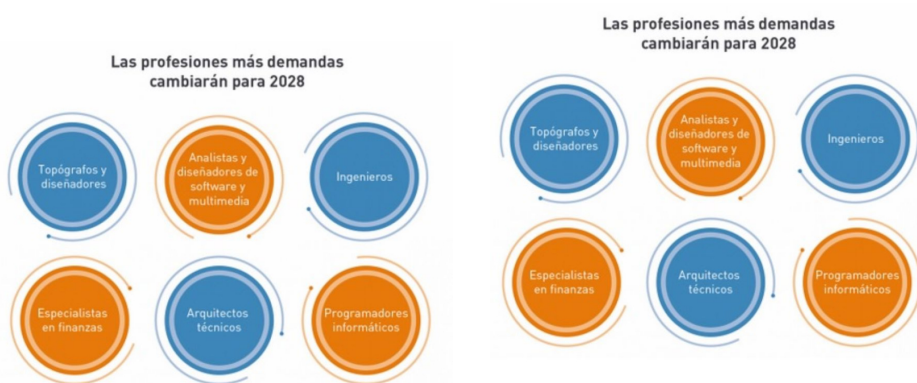 Las profesiones más demandas
cambiarán para 2028
Topógrafos y
diseñadores
Analistas y
diseñadores de
software y
multimedia
Ingenieros
Especialistas
en finanzas
Arquitectos
técnicos
Programadores
informáticos
Las profesiones más demandas
cambiarán para 2028
Topógrafos y
diseñadores
Analistas y
diseñadores de
software y
multimedia
Ingenieros
Especialistas
en finanzas
Arquitectos
técnicos
Programadores
informáticos